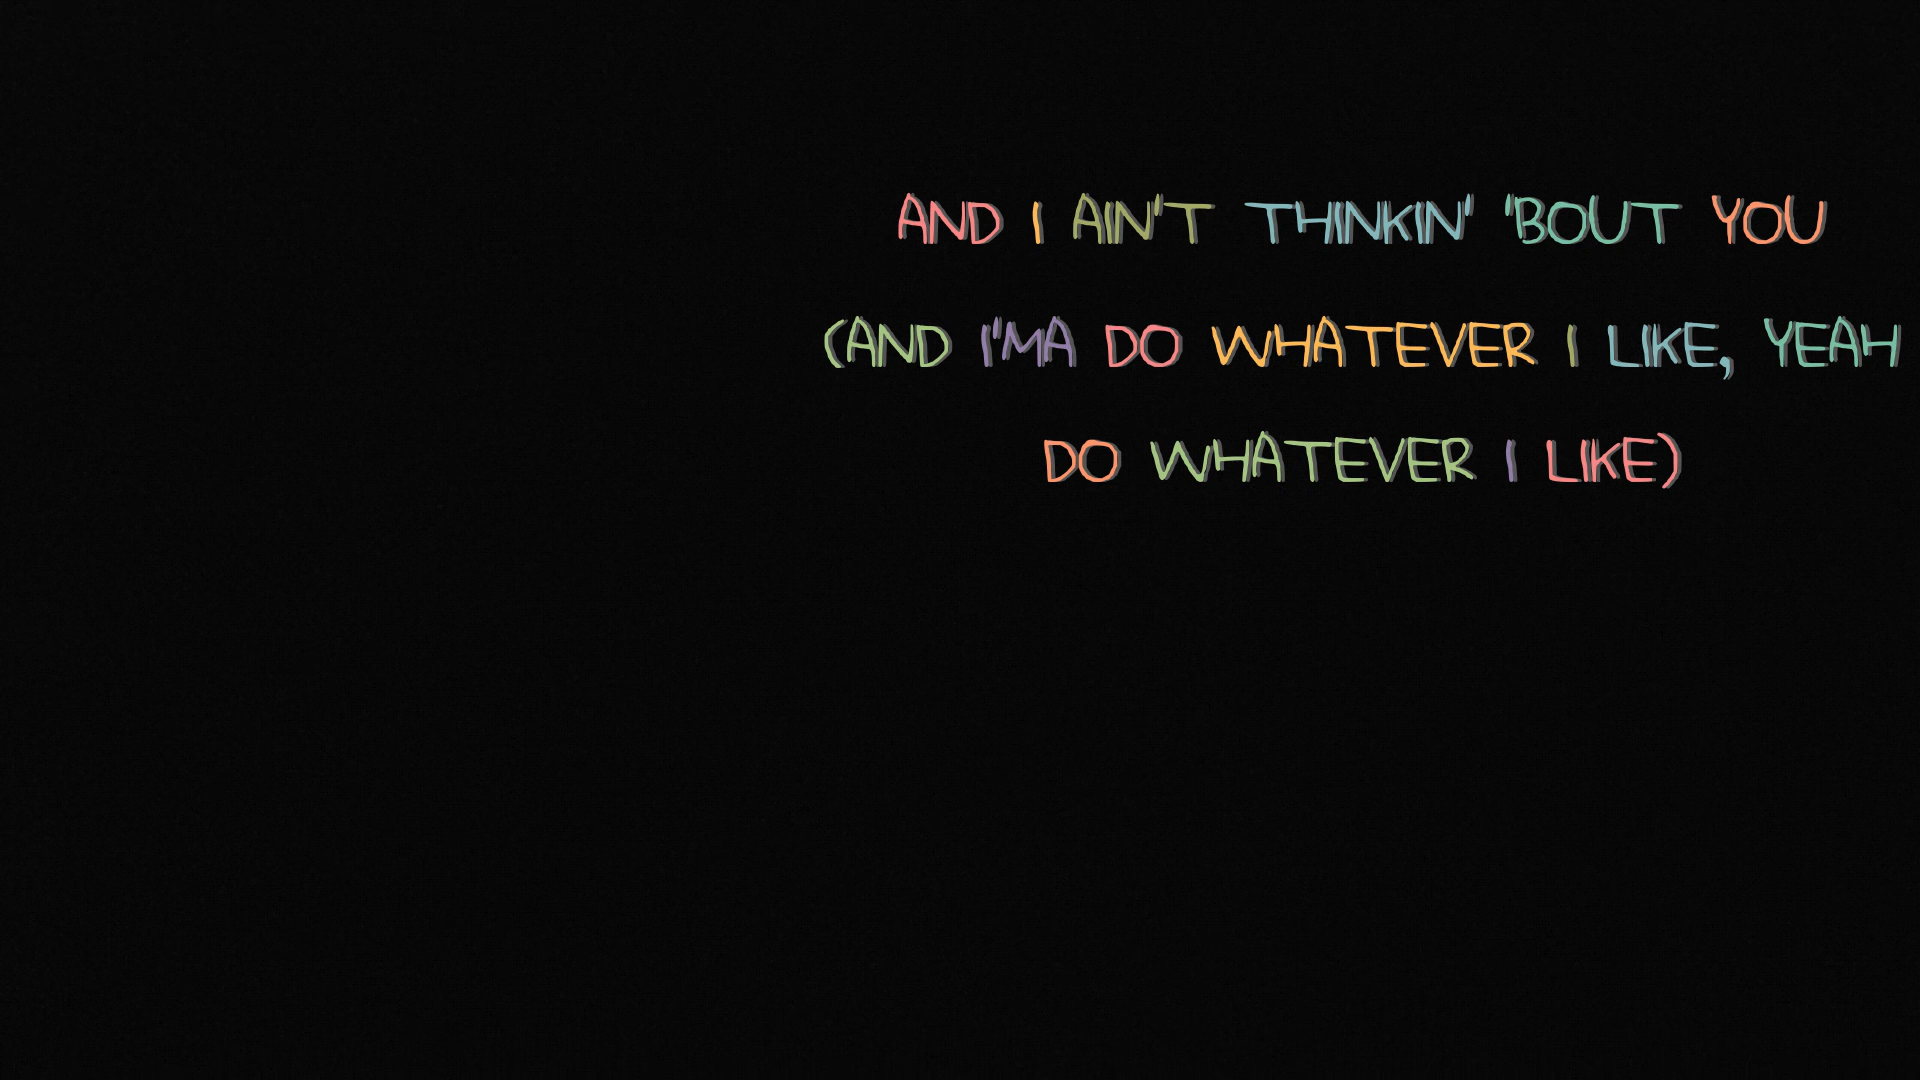 AND I AIN'T THINKIN' 'BOUT YOU
(AND I'MA DO WHATEVER I LIKE, YEAH
DO WHATEVER I LIKE)